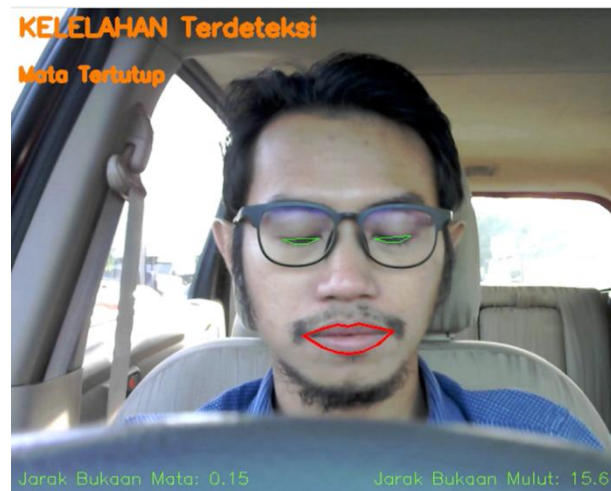 KELELAHAN Terdeteksi
Mata Tertutup
Jarak Bukaan Mata: 0.15
Jarak Bukaan Mulut: 15.6